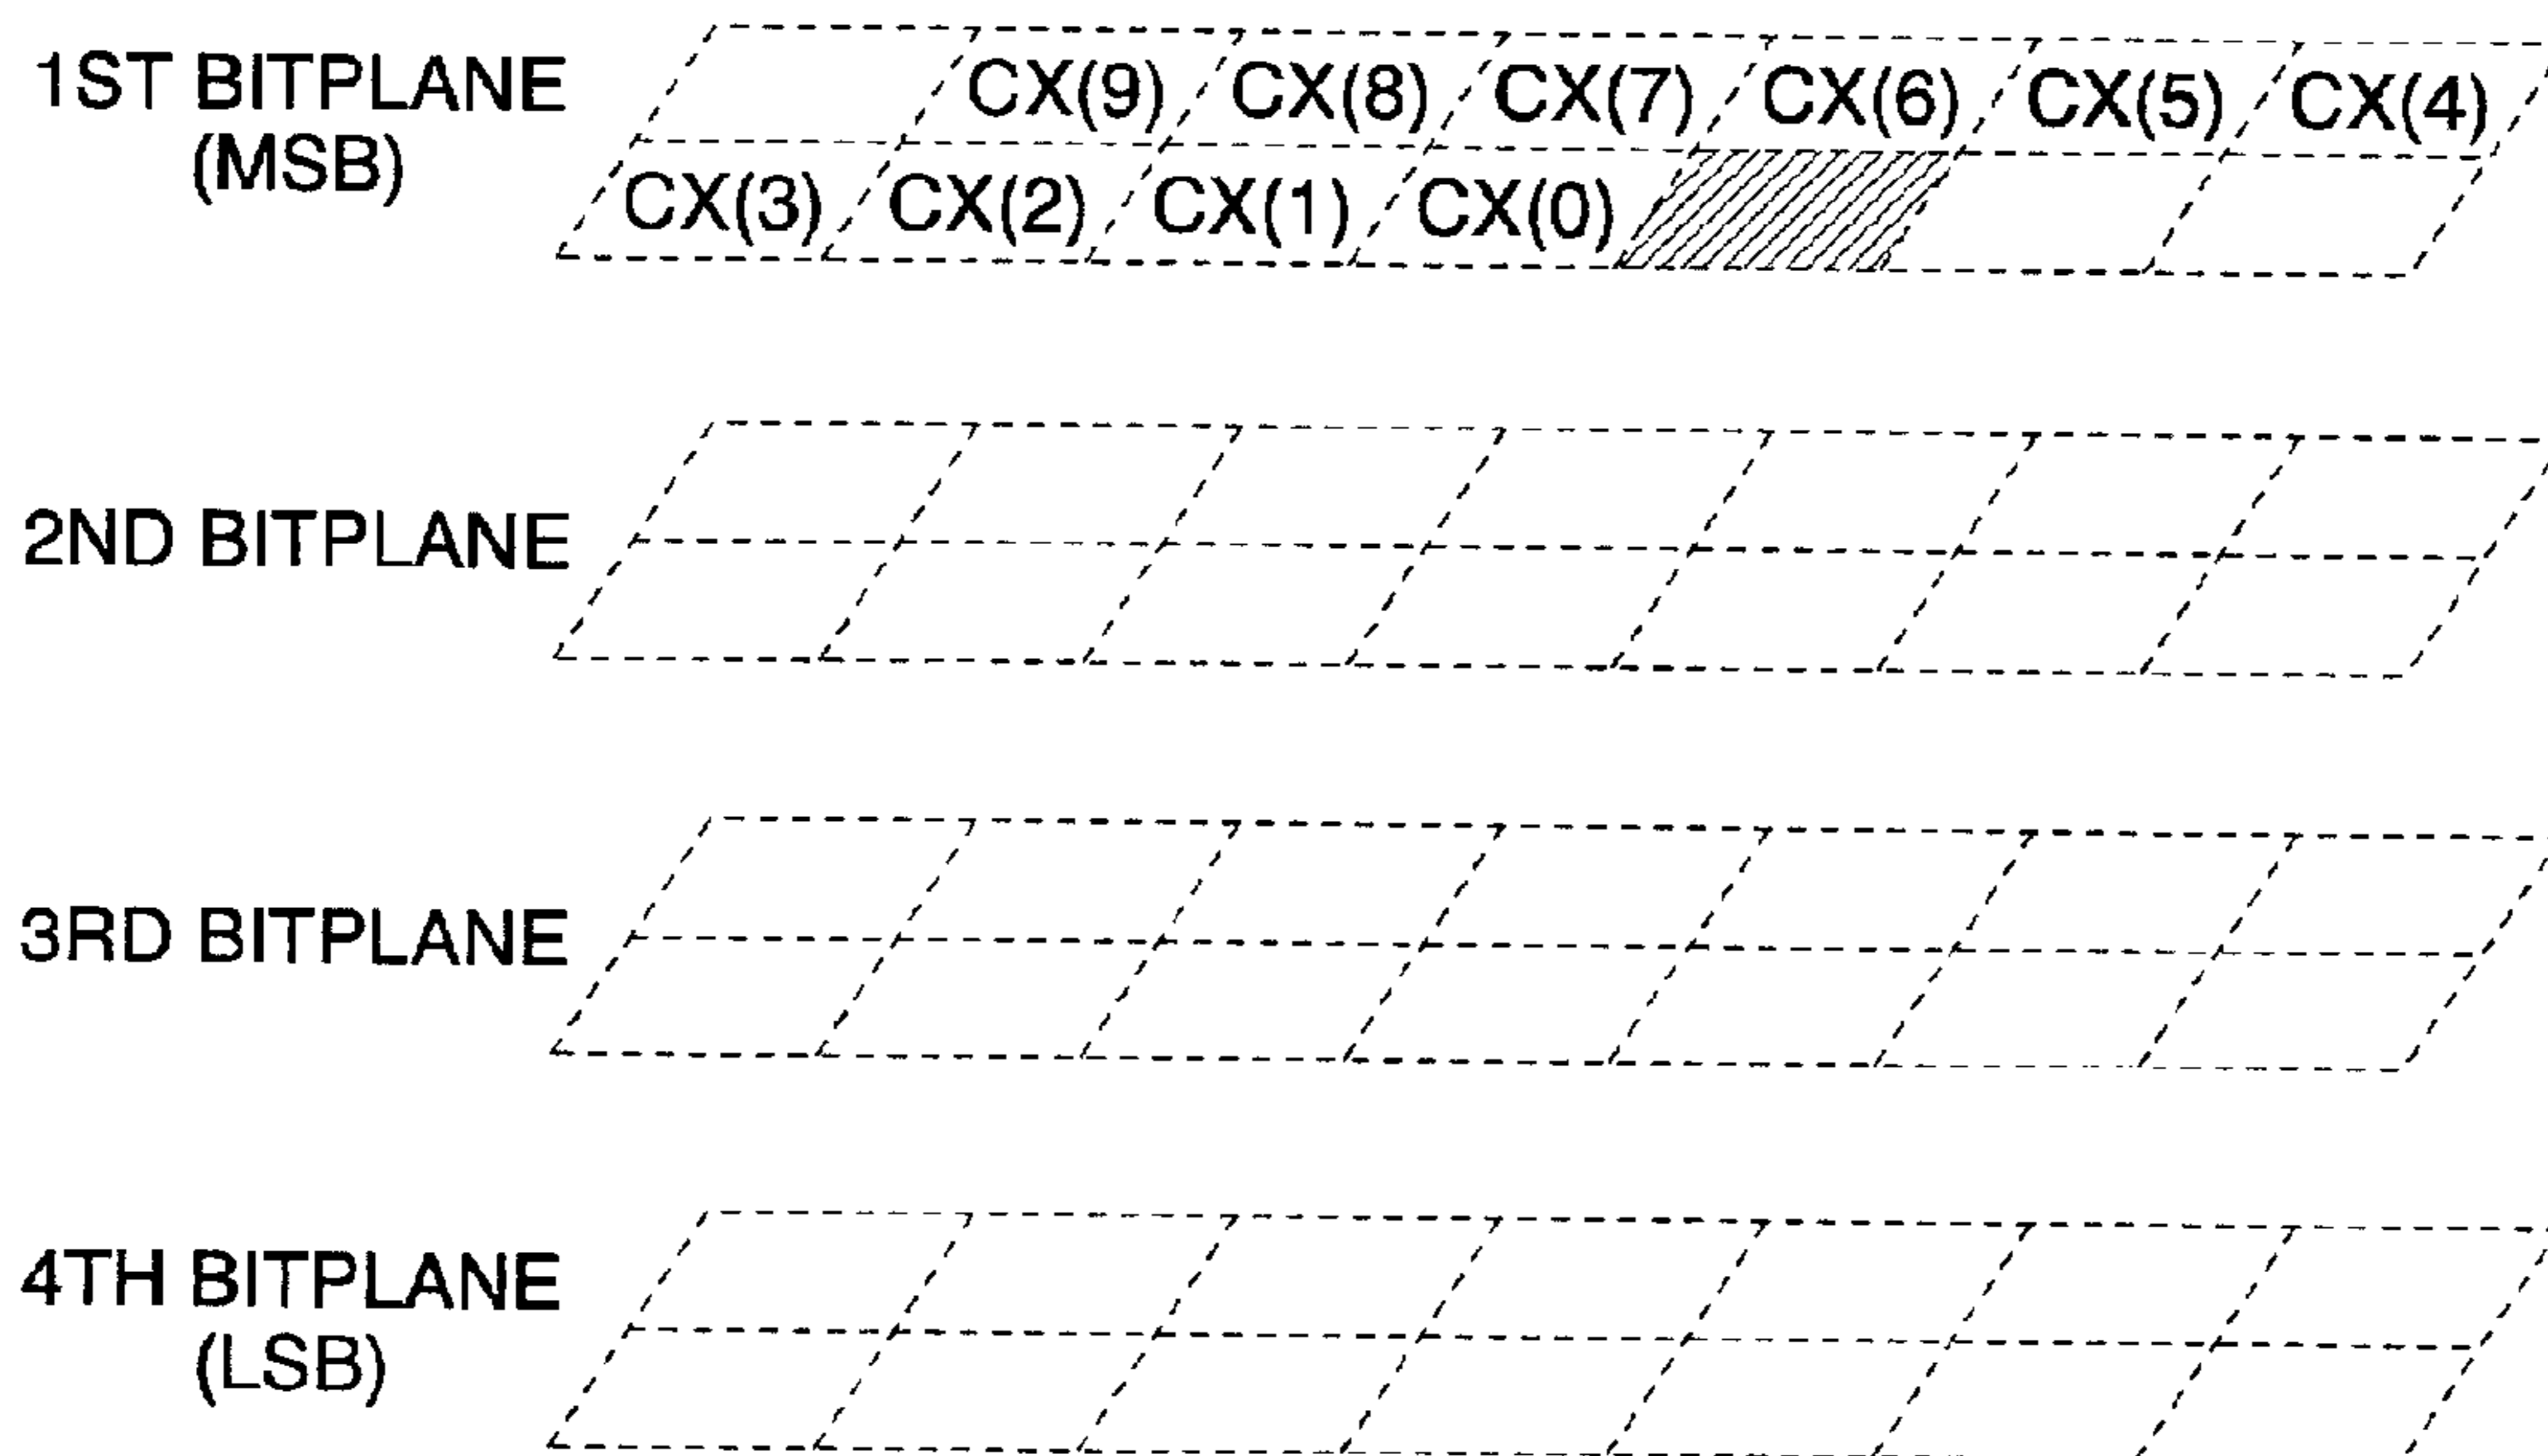 1ST BITPLANE
(MSB)
CX(9) CX(8) CX(7) CX(6) CX(5) CX(4)
CX(3) CX(2) CX(1) CX(0)
2ND BITPLANE
3RD BITPLANE
4TH BITPLANE
(LSB)